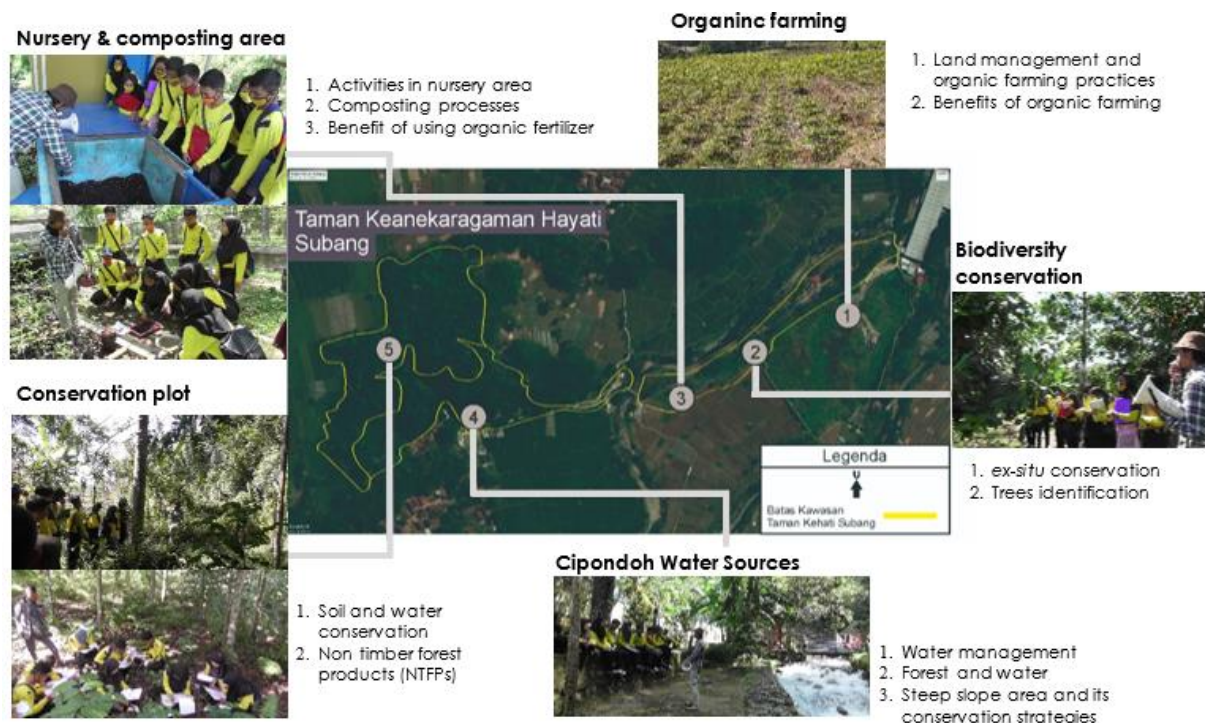 Organinc farming
1. Land management and
organic farming practices
2. Benefits of organic farming
Nursery & composting area
1. Activities in nursery area
2. Composting processes
3. Benefit of using organic fertilizer
Taman Keanekaragaman Hayati
Subang
1
2
3
4
5
Legenda
U
Batas Kawasan
Taman Kehati Subang
Biodiversity
conservation
1. ex-situ conservation
2. Trees identification
Conservation plot
1. Soil and water
conservation
2. Non timber forest
products (NTFPs)
Cipondoh Water Sources
1. Water management
2. Forest and water
3. Steep slope area and its
conservation strategies